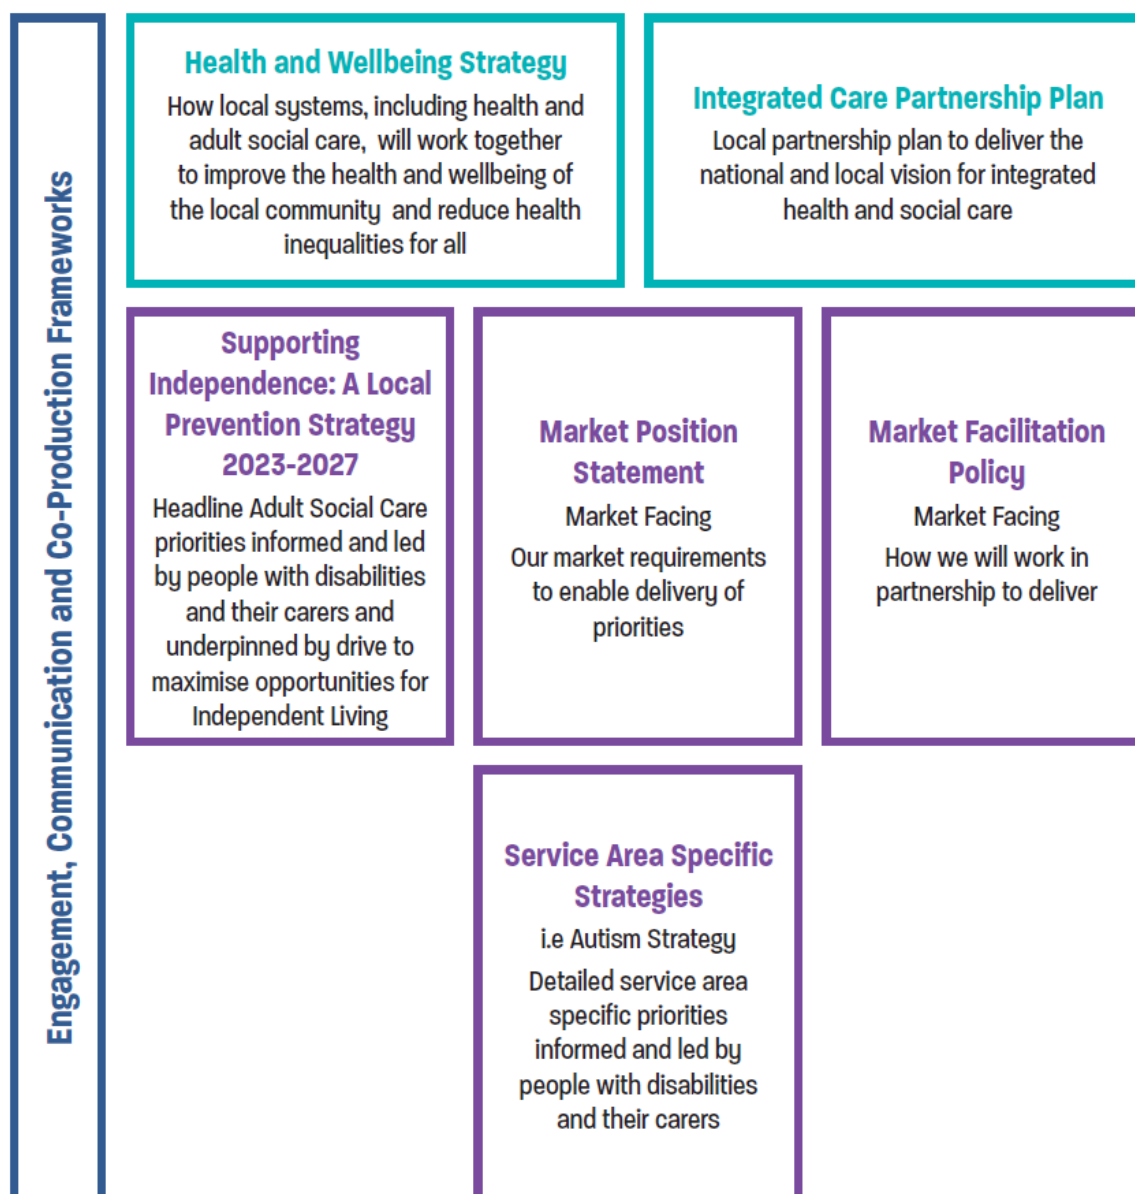 Engagement, Communication and Co-Production Frameworks
Health and Wellbeing Strategy
How local systems, including health and
adult social care, will work together
to improve the health and wellbeing of
the local community and reduce health
inequalities for all
Integrated Care Partnership Plan
Local partnership plan to deliver the
national and local vision for integrated
health and social care
Supporting
Independence: A Local
Prevention Strategy
2023-2027
Headline Adult Social Care
priorities informed and led
by people with disabilities
and their carers and
underpinned by drive to
maximise opportunities for
Independent Living
Market Position
Statement
Market Facing
Our market requirements
to enable delivery of
priorities
Market Facilitation
Policy
Market Facing
How we will work in
partnership to deliver
Service Area Specific
Strategies
i.e Autism Strategy
Detailed service area
specific priorities
informed and led by
people with disabilities
and their carers